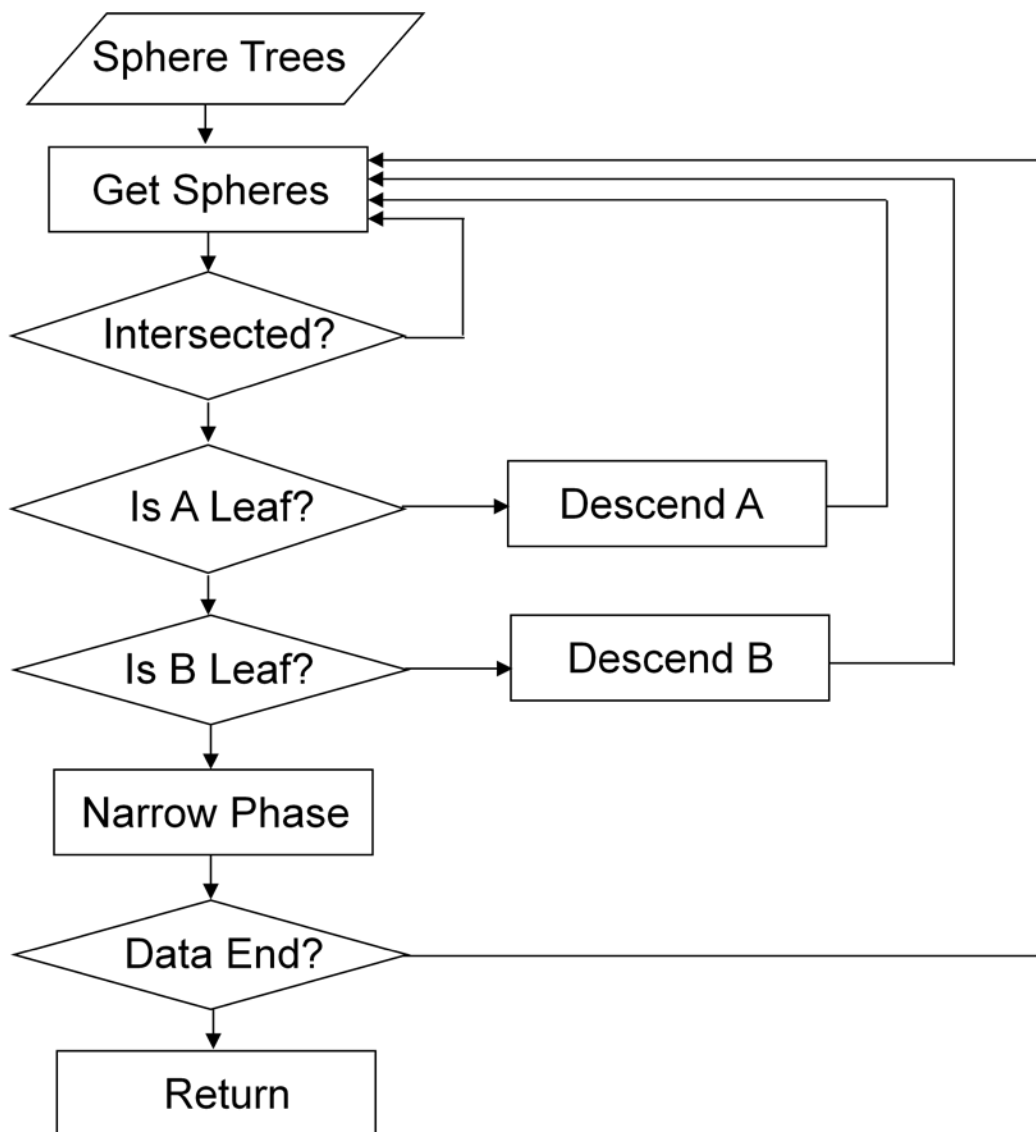 Sphere Trees
Get Spheres
Intersected?
Is A Leaf?
Descend A
Is B Leaf?
Descend B
Narrow Phase
Data End?
Return